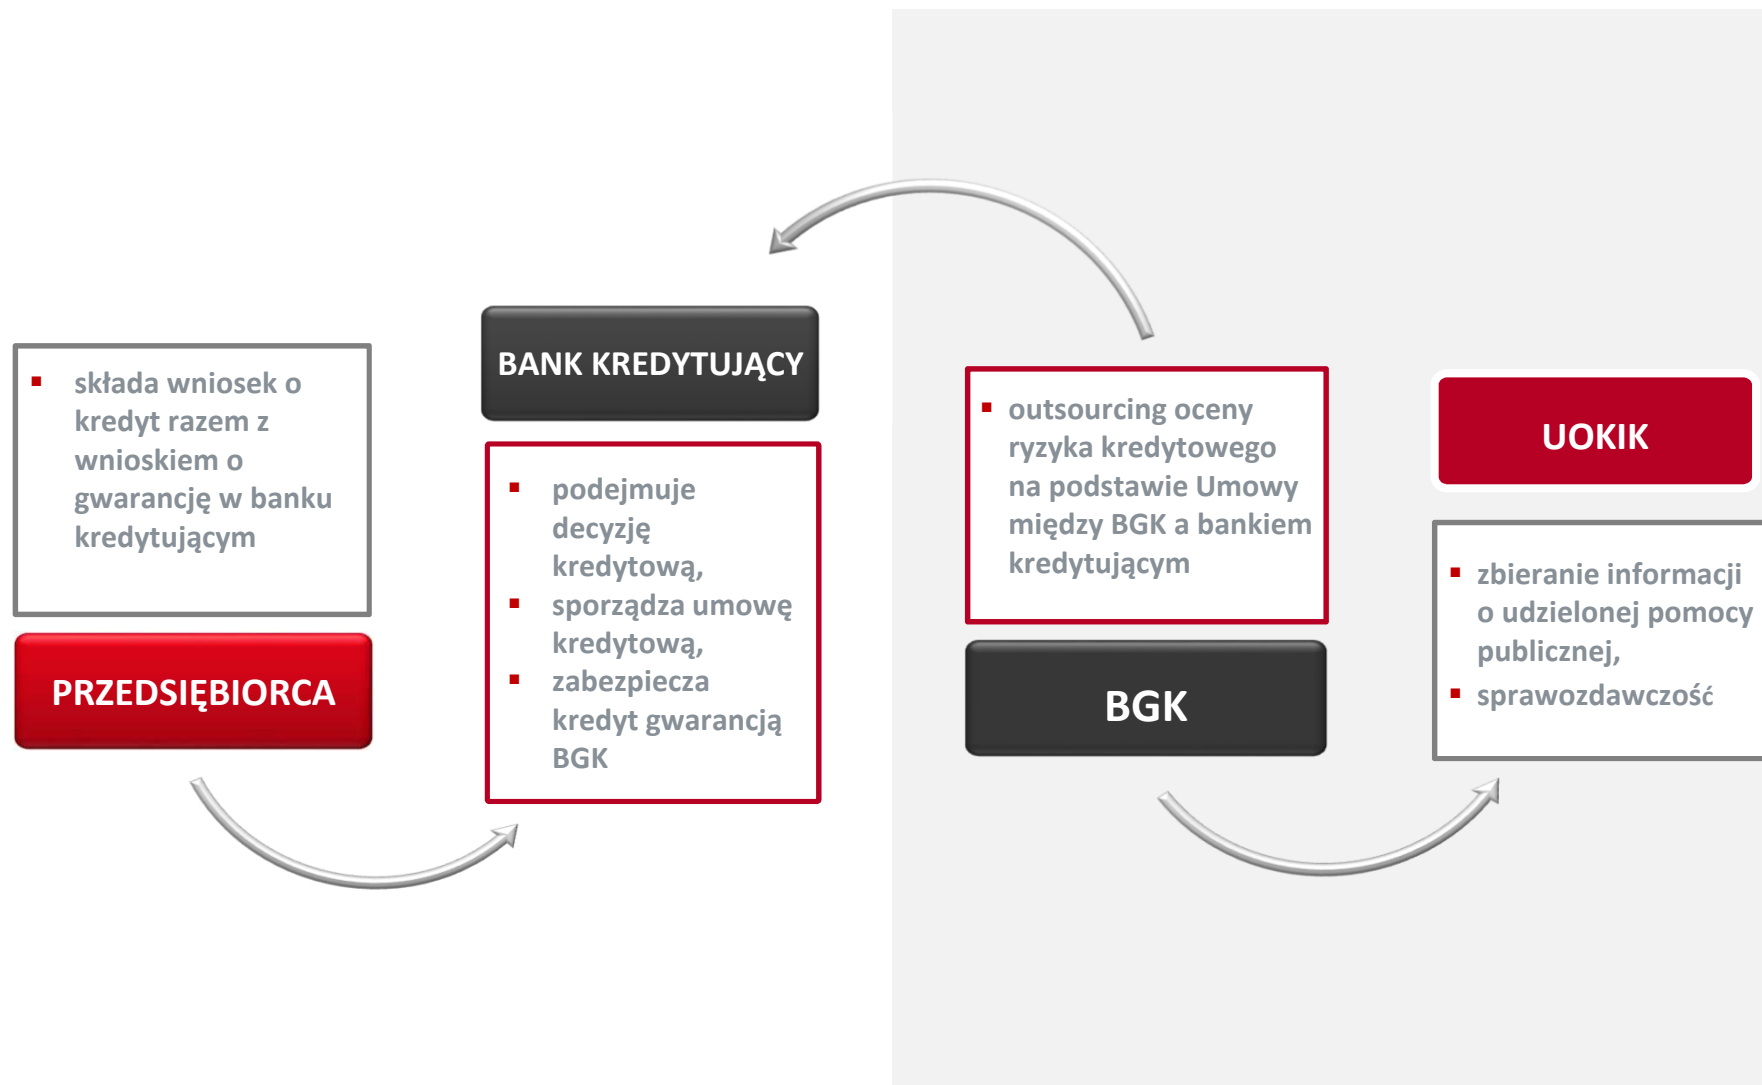 składa wniosek o
kredyt razem z
wnioskiem o
gwarancję w banku
kredytującym
PRZEDSIĘBIORCA
BANK KREDYTUJĄCY
podejmuje
decyzję
kredytową,
sporządza umowę
kredytową,
zabezpiecza
kredyt gwarancją
BGK
outsourcing oceny
ryzyka kredytowego
na podstawie Umowy
między BGK a bankiem
kredytującym
BGK
UOKIK
zbieranie informacji
o udzielonej pomocy
publicznej,
sprawozdawczość